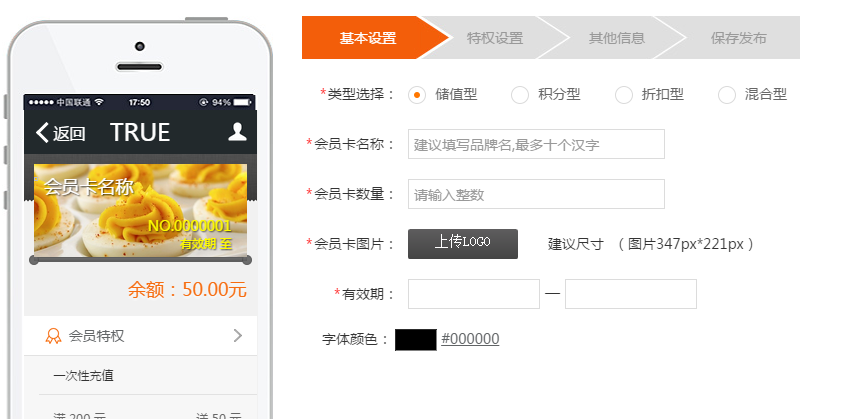 中国联通 17:50 94%
返回 TRUE
会员卡名称
NO.0000001
有效期 至
余额：50.00元
会员特权
一次性充值
满 200 元 送 50 元
基本设置 特权设置 其他信息 保存发布
*类型选择： 储值型 积分型 折扣型 混合型
*会员卡名称： 建议填写品牌名,最多十个汉字
*会员卡数量： 请输入整数
*会员卡图片： 上传LOGO 建议尺寸 （图片347px*221px）
*有效期： —
字体颜色： #000000